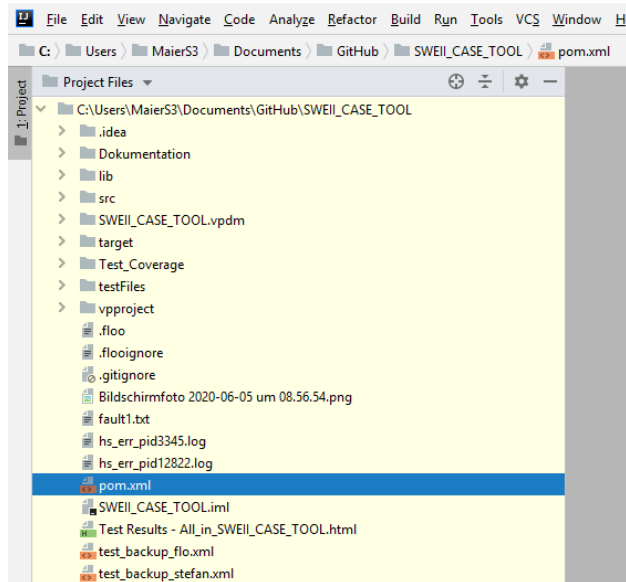 File Edit View Navigate Code Analyze Refactor Build Run Tools VCS Window H
C: Users MaierS3 Documents GitHub SWEII_CASE_TOOL pom.xml
1: Project
Project Files
C:\Users\MaierS3\Documents\GitHub\SWEII_CASE_TOOL
.idea
Dokumentation
lib
src
SWEII_CASE_TOOL.vpdm
target
Test_Coverage
testFiles
vpproject
.floo
.flooignore
.gitignore
Bildschirmfoto 2020-06-05 um 08.56.54.png
fault1.txt
hs_err_pid3345.log
hs_err_pid12822.log
pom.xml
SWEII_CASE_TOOL.iml
Test Results - All_in_SWEII_CASE_TOOL.html
test_backup_flo.xml
test_backup_stefan.xml